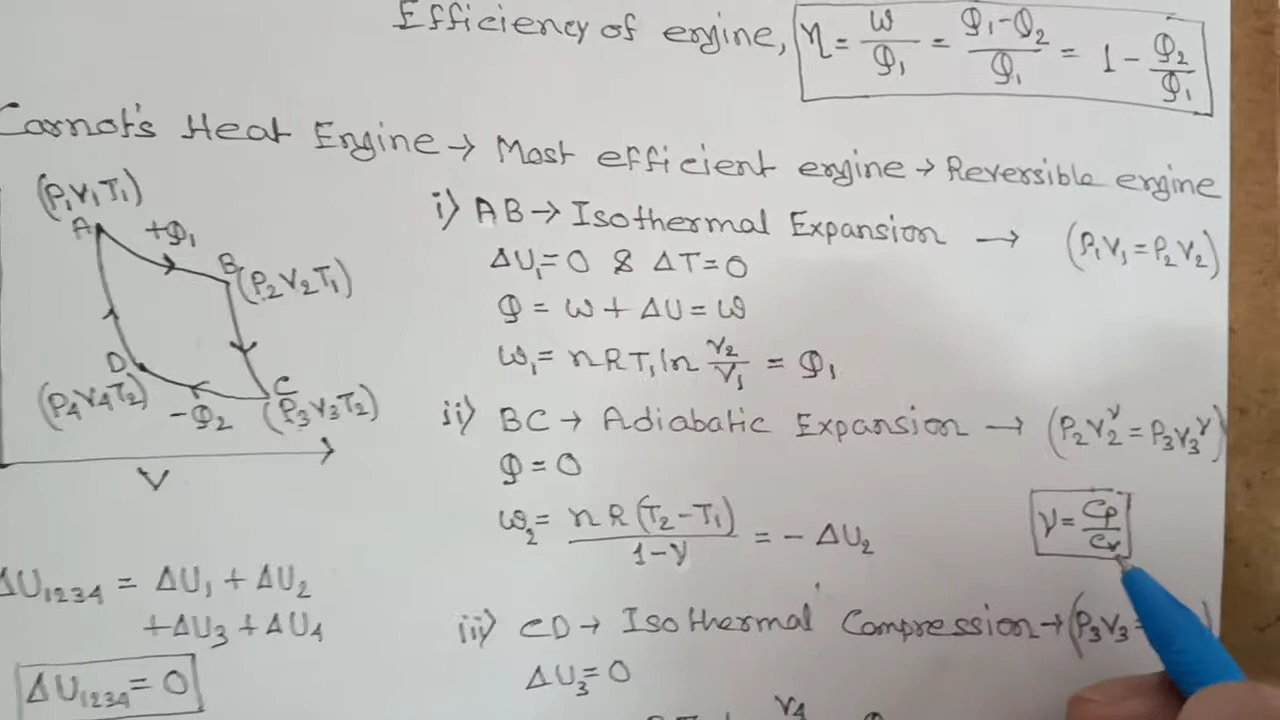 Efficiency of engine, η = W/Q₁ = (Q₁-Q₂)/Q₁ = 1 - Q₂/Q₁
Carnot's Heat Engine → Most efficient engine → Reversible engine
(P₁V₁T₁)
A
+Q₁
B
(P₂V₂T₁)
D
(P₄V₄T₂)
-Q₂
C
(P₃V₃T₂)
V
i) AB → Isothermal Expansion → (P₁V₁ = P₂V₂)
ΔU₁=0 & ΔT=0
Q = W + ΔU = W
W₁ = nRT₁ ln V₂/V₁ = Q₁
ii) BC → Adiabatic Expansion → (P₂V₂^γ = P₃V₃^γ)
Q = 0
W₂ = nR(T₂-T₁)/(1-γ) = - ΔU₂
γ = Cp/Cv
ΔU₁₂₃₄ = ΔU₁ + ΔU₂
+ΔU₃ + ΔU₄
ΔU₁₂₃₄ = 0
iii) CD → Isothermal Compression → (P₃V₃
ΔU₃ = 0
V₄